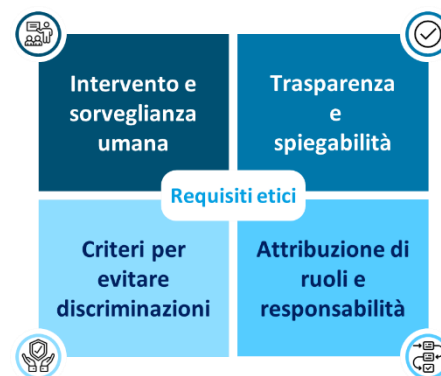 Intervento e
sorveglianza
umana
Trasparenza
e
spiegabilità
Requisiti etici
Criteri per
evitare
discriminazioni
Attribuzione di
ruoli e
responsabilità